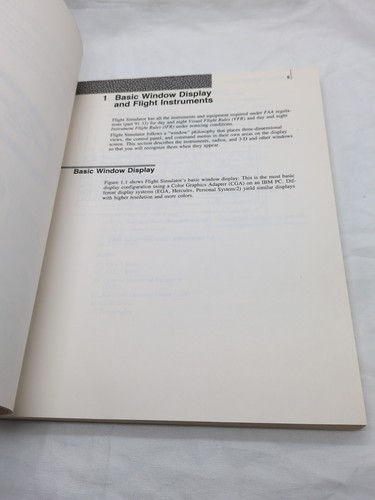 1 Basic Window Display
and Flight Instruments
Flight Simulator has all the instruments and equipment required under FAA regula-
tions (part 91.33) for day and night Visual Flight Rules (VFR) and day and night
Instrument Flight Rules (IFR) under nonicing conditions.
Flight Simulator follows a "window" philosophy that places three-dimensional
views, the control panel, and command menus in their own areas on the display
screen. This section describes the instruments, radios, and 3-D and other windows
so that you will recognize them when they appear.
Basic Window Display
Figure 1.1 shows Flight Simulator's basic window display. This is the most basic
display configuration using a Color Graphics Adapter (CGA) on an IBM PC. Dif-
ferent display systems (EGA, Hercules, Personal System/2) yield similar displays
with higher resolution and more colors.